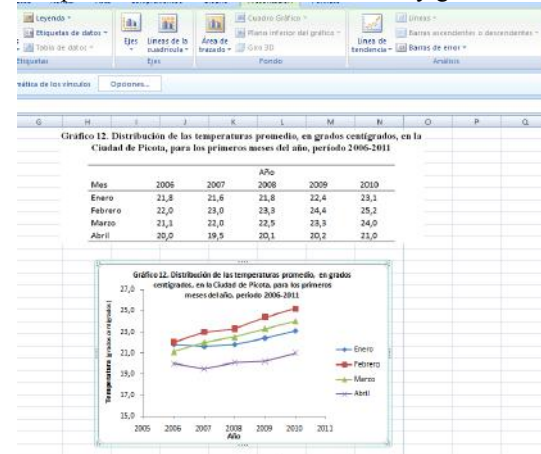 Leyenda
Etiquetas de datos
Tabla de datos
Ejes
Líneas de la
cuadrícula
Área de
trazado
Cuadro Gráfico
Plano inferior del gráfico
Giro 3D
Línea de
tendencia
Líneas
Barras ascendentes o descendentes
Barras de error
Etiquetas
Ejes
Fondo
Análisis
mática de los vínculos
Opciones...
G H I J K L M N O P Q
Gráfico 12. Distribución de las temperaturas promedio, en grados centígrados, en la
Ciudad de Picota, para los primeros meses del año, período 2006-2011
Año
Mes 2006 2007 2008 2009 2010
Enero 21,8 21,6 21,8 22,4 23,1
Febrero 22,0 23,0 23,3 24,4 25,2
Marzo 21,1 22,0 22,5 23,3 24,0
Abril 20,0 19,5 20,1 20,2 21,0
Gráfico 12. Distribución de las temperaturas promedio, en grados
centígrados, en la Ciudad de Picota, para los primeros
meses del año, período 2006-2011
27,0
25,0
23,0
21,0
19,0
17,0
15,0
Temperatura (grados centígrados)
Enero
Febrero
Marzo
Abril
2005 2006 2007 2008 2009 2010 2011
Año